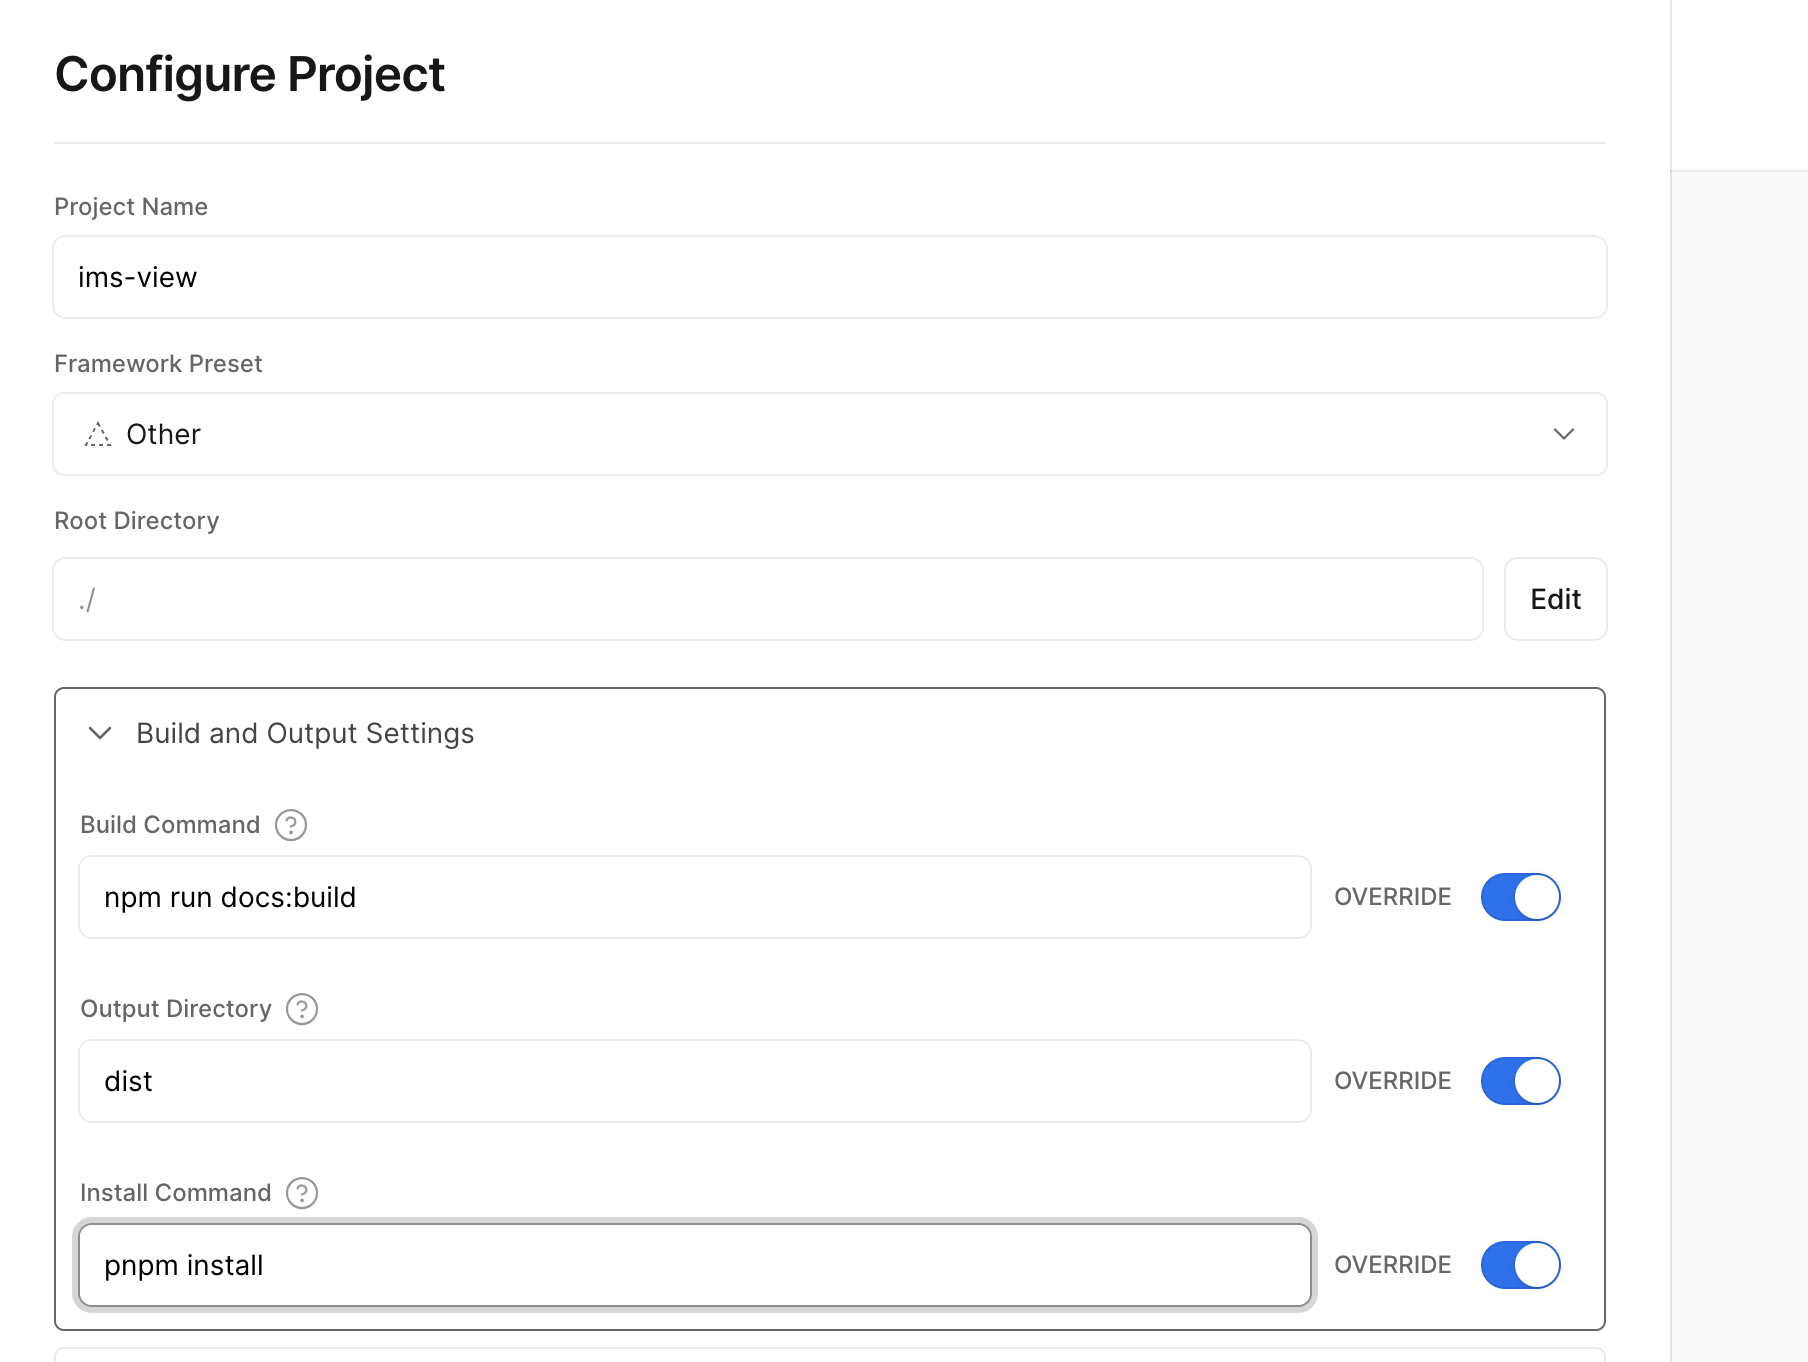 Configure Project
Project Name
ims-view
Framework Preset
Other
Root Directory
./
Edit
Build and Output Settings
Build Command ?
npm run docs:build
OVERRIDE
Output Directory ?
dist
OVERRIDE
Install Command ?
pnpm install
OVERRIDE